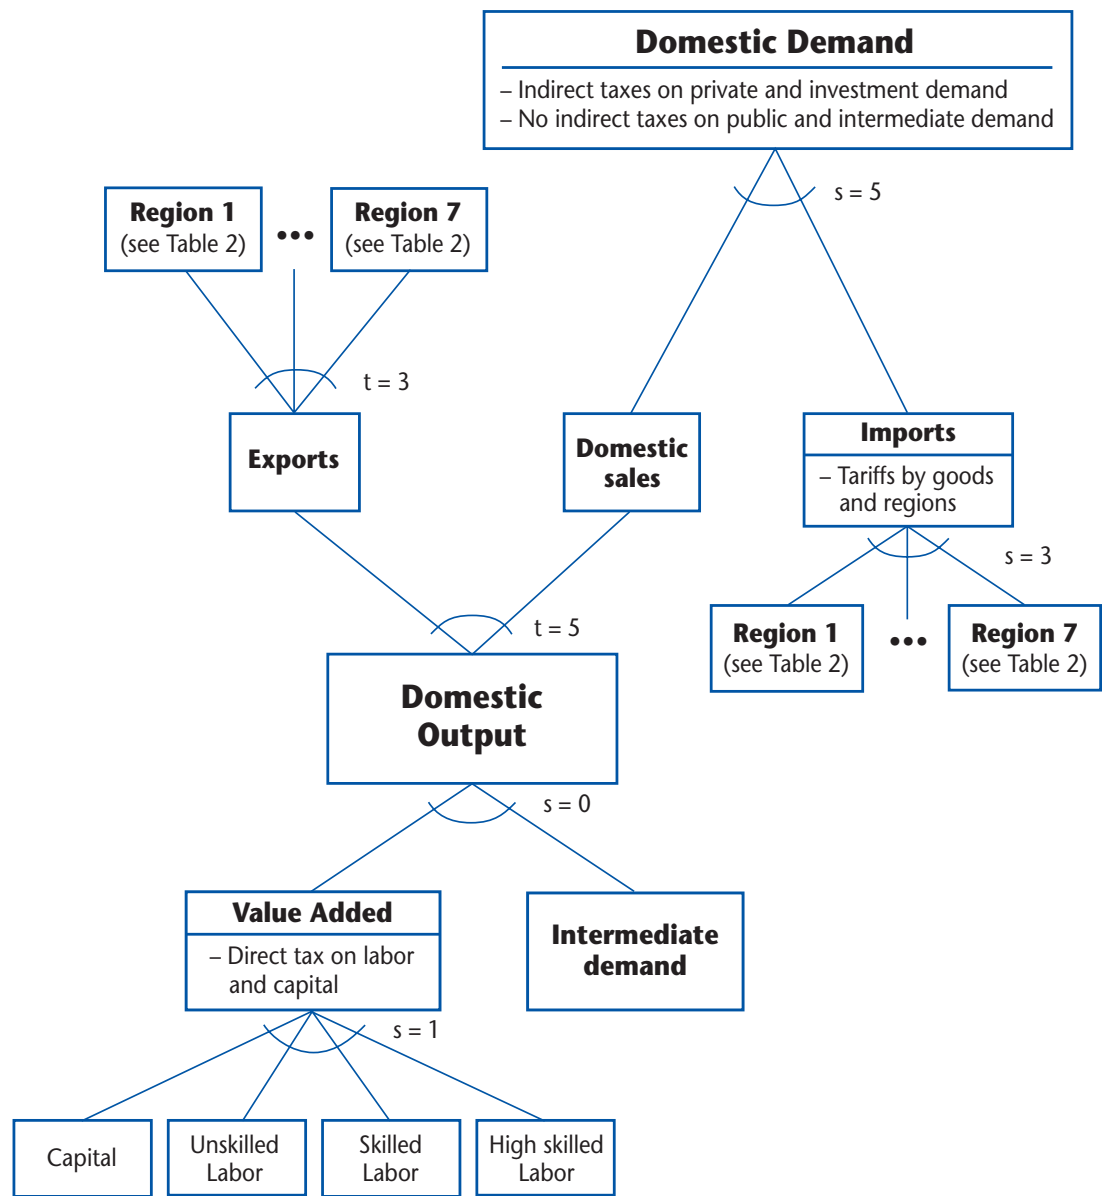 Domestic Demand
– Indirect taxes on private and investment demand
– No indirect taxes on public and intermediate demand
s = 5
Region 1
(see Table 2)
•••
Region 7
(see Table 2)
t = 3
Exports
Domestic
sales
Imports
– Tariffs by goods
and regions
s = 3
Region 1
(see Table 2)
•••
Region 7
(see Table 2)
t = 5
Domestic
Output
s = 0
Value Added
– Direct tax on labor
and capital
Intermediate
demand
s = 1
Capital
Unskilled
Labor
Skilled
Labor
High skilled
Labor